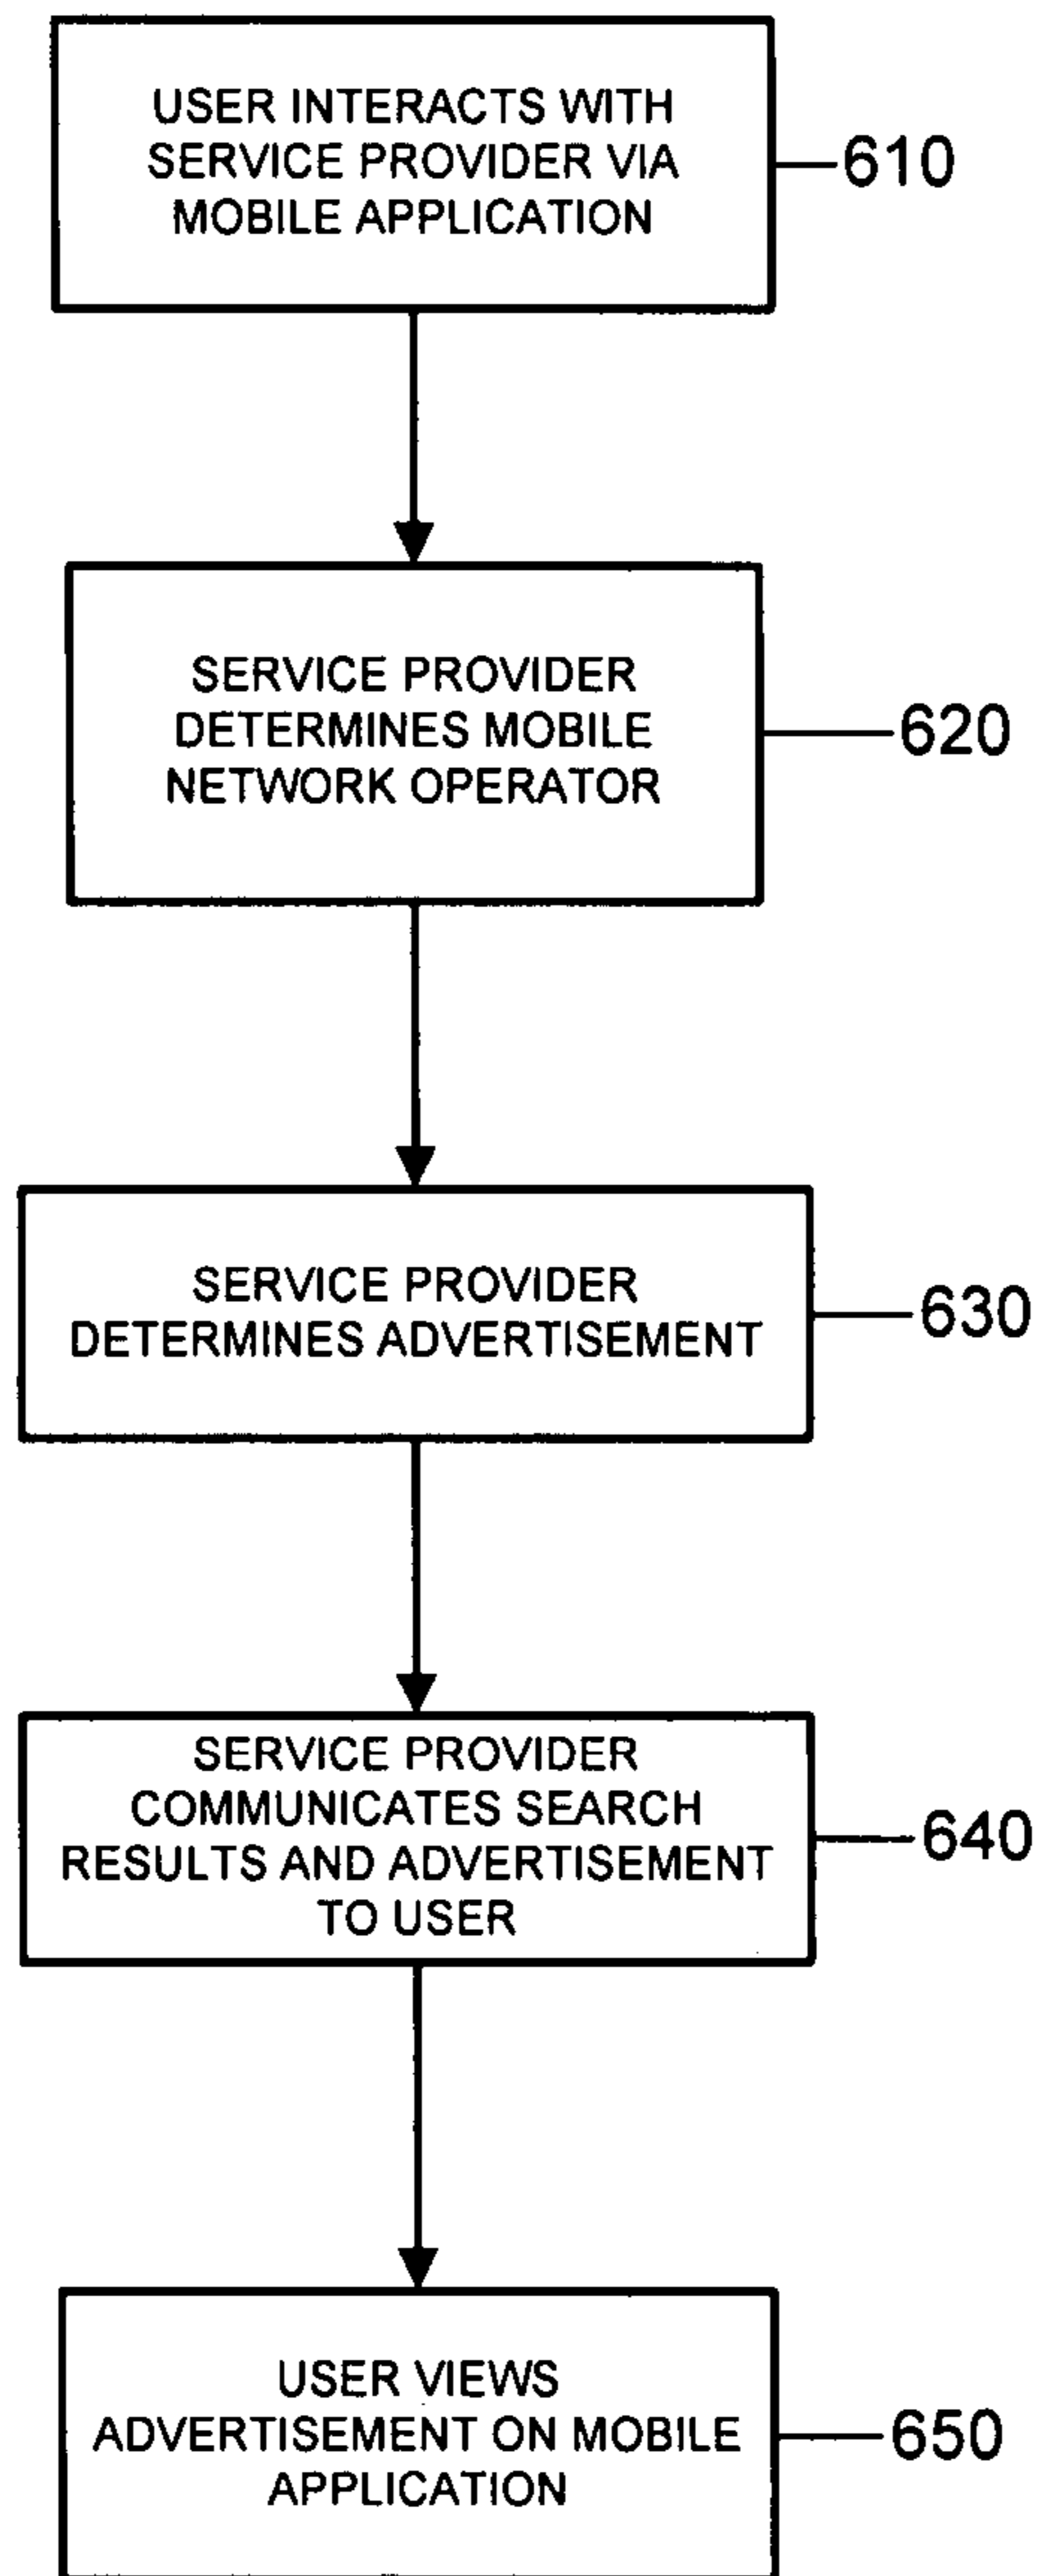 USER INTERACTS WITH
SERVICE PROVIDER VIA
MOBILE APPLICATION
610
SERVICE PROVIDER
DETERMINES MOBILE
NETWORK OPERATOR
620
SERVICE PROVIDER
DETERMINES ADVERTISEMENT
630
SERVICE PROVIDER
COMMUNICATES SEARCH
RESULTS AND ADVERTISEMENT
TO USER
640
USER VIEWS
ADVERTISEMENT ON MOBILE
APPLICATION
650